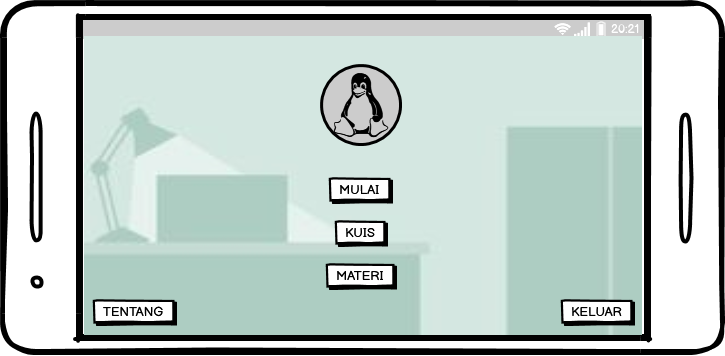 20:21
MULAI
KUIS
MATERI
TENTANG
KELUAR